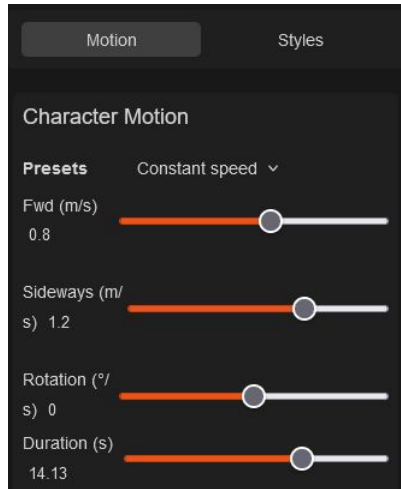 Motion Styles
Character Motion
Presets Constant speed
Fwd (m/s)
0.8
Sideways (m/
s) 1.2
Rotation (°/
s) 0
Duration (s)
14.13